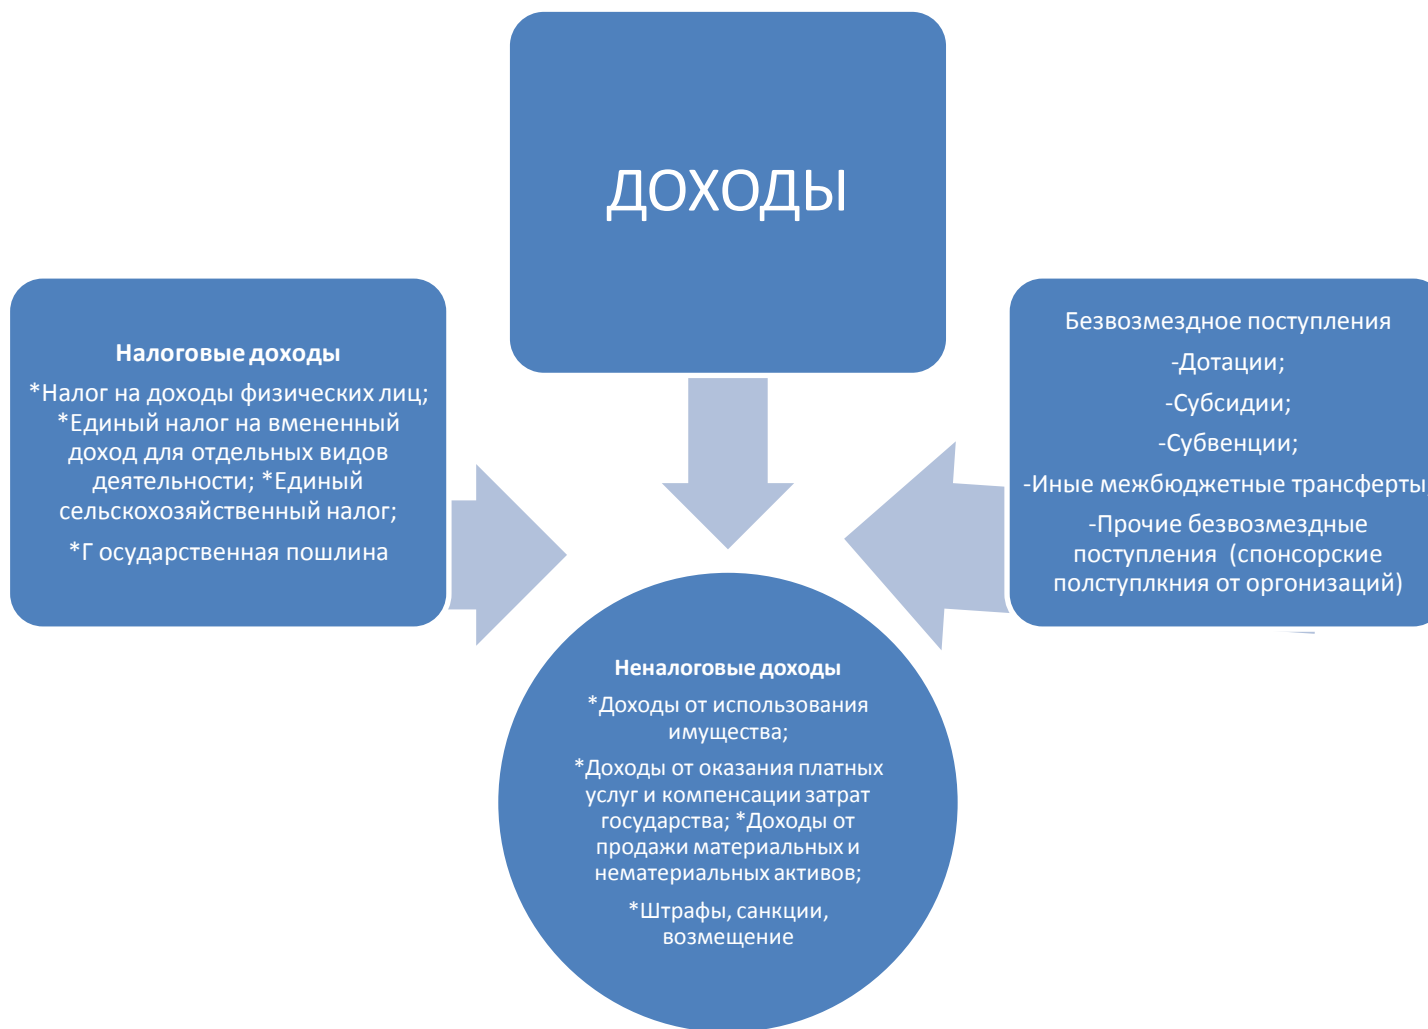 ДОХОДЫ
Налоговые доходы
*Налог на доходы физических лиц;
*Единый налог на вмененный
доход для отдельных видов
деятельности; *Единый
сельскохозяйственный налог;
*Г осударственная пошлина
Безвозмездное поступления
-Дотации;
-Субсидии;
-Субвенции;
-Иные межбюджетные трансферты;
-Прочие безвозмездные
поступления (спонсорские
полступлкния от оргонизаций)
Неналоговые доходы
*Доходы от использования
имущества;
*Доходы от оказания платных
услуг и компенсации затрат
государства; *Доходы от
продажи материальных и
нематериальных активов;
*Штрафы, санкции,
возмещение